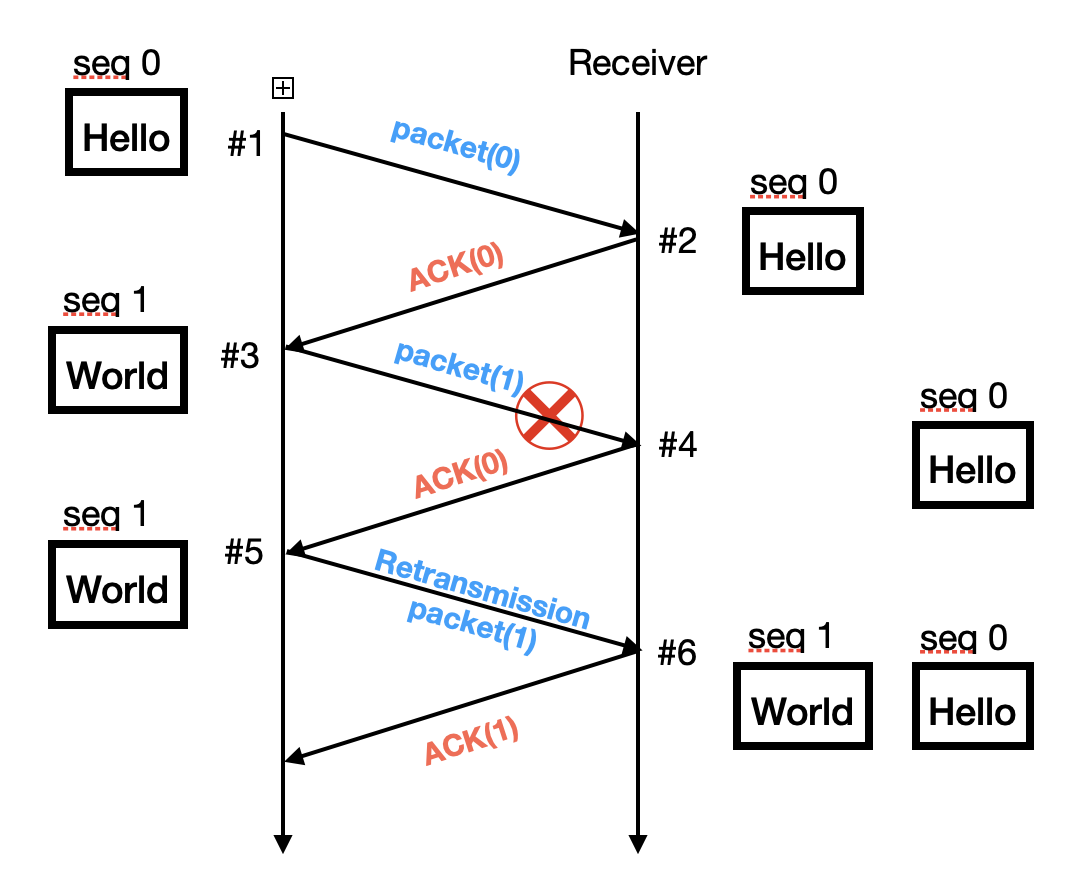 seq 0
Receiver
Hello
#1
packet(0)
seq 0
#2
Hello
ACK(0)
seq 1
World
#3
packet(1)
seq 0
#4
Hello
ACK(0)
seq 1
World
#5
Retransmission
packet(1)
#6
seq 1
seq 0
World
Hello
ACK(1)